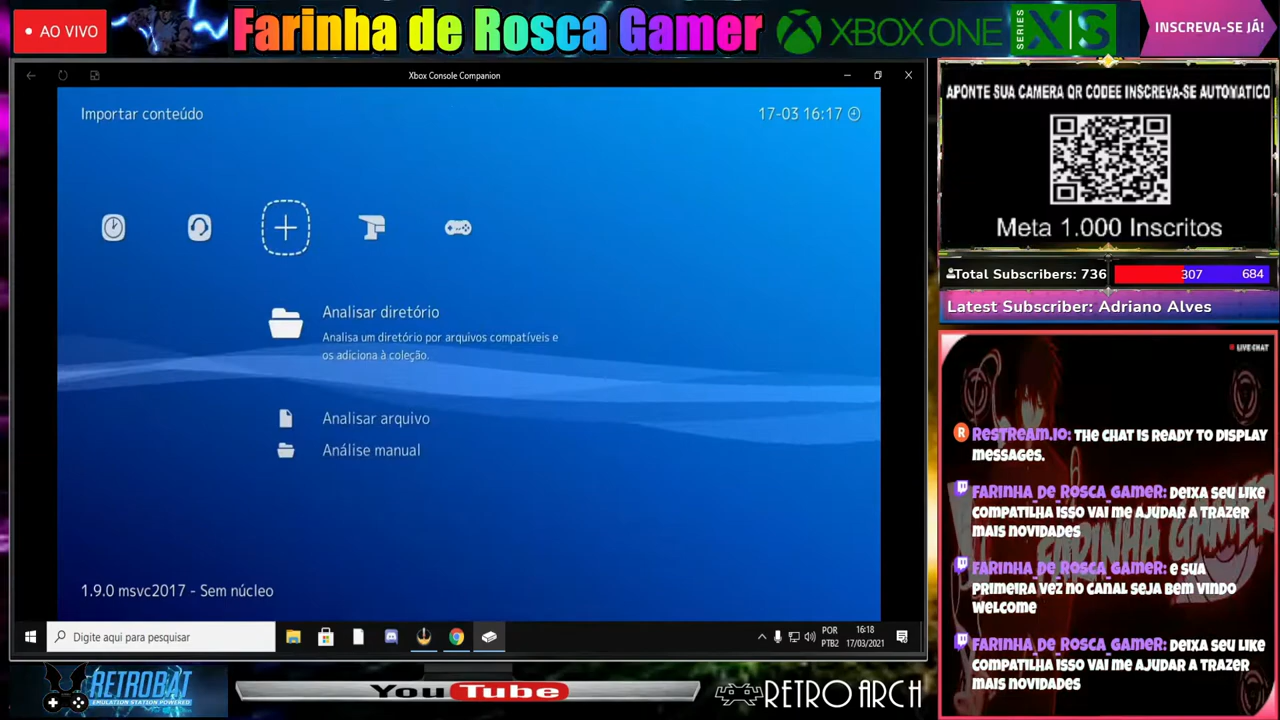 AO VIVO
Farinha de Rosca Gamer
XBOX ONE
SERIES X|S
INSCREVA-SE JÁ!
Xbox Console Companion
Importar conteúdo
17-03 16:17
Analisar diretório
Analisa um diretório por arquivos compatíveis e
os adiciona à coleção.
Analisar arquivo
Análise manual
1.9.0 msvc2017 - Sem núcleo
Digite aqui para pesquisar
POR
PTB2
16:18
17/03/2021
APONTE SUA CAMERA QR CODEE INSCREVA-SE AUTOMATICO
Meta 1.000 Inscritos
Total Subscribers: 736
307
684
Latest Subscriber: Adriano Alves
LIVE CHAT
Restream.io: The chat is ready to display
messages.
Farinha_de_Rosca_Gamer: Deixa seu like
compatilha isso vai me ajudar a trazer
mais novidades
Farinha_de_Rosca_Gamer: e sua
primeira vez no canal seja bem vindo
welcome
Farinha_de_Rosca_Gamer: Deixa seu like
compatilha isso vai me ajudar a trazer
mais novidades
RETROBAT
EMULATION STATION POWERED
YouTube
RETRO ARCH